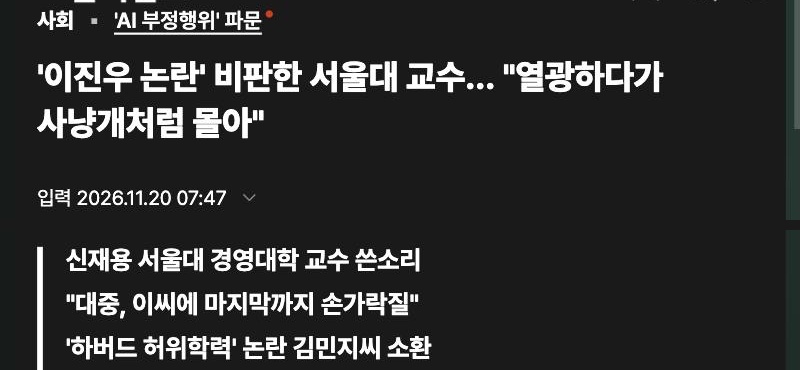 사회 ▪ 'AI 부정행위' 파문
'이진우 논란' 비판한 서울대 교수... "열광하다가
사냥개처럼 몰아"
입력 2026.11.20 07:47
신재용 서울대 경영대학 교수 쓴소리
"대중, 이씨에 마지막까지 손가락질"
'하버드 허위학력' 논란 김민지씨 소환